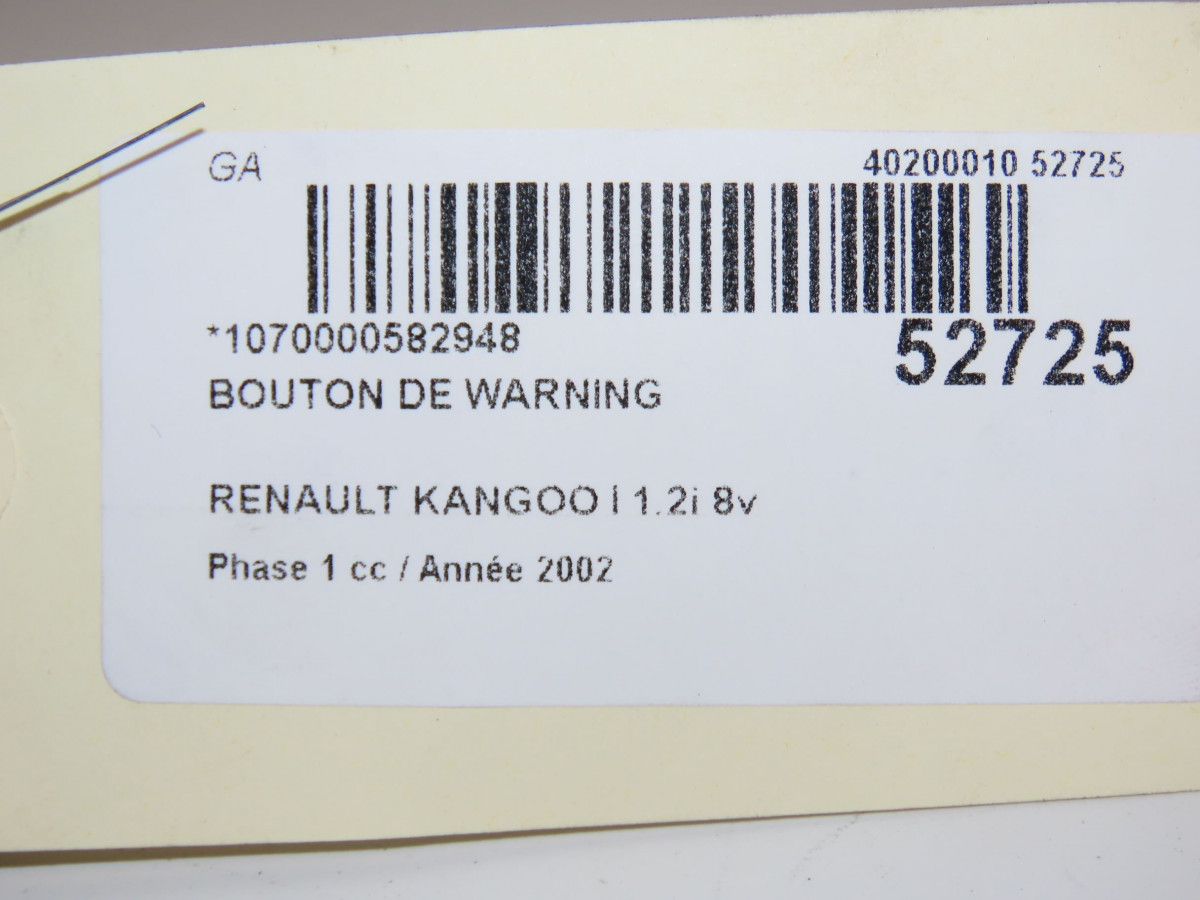 GA 40200010 52725
*1070000582948 52725
BOUTON DE WARNING
RENAULT KANGOO I 1.2i 8v
Phase 1 cc / Année 2002